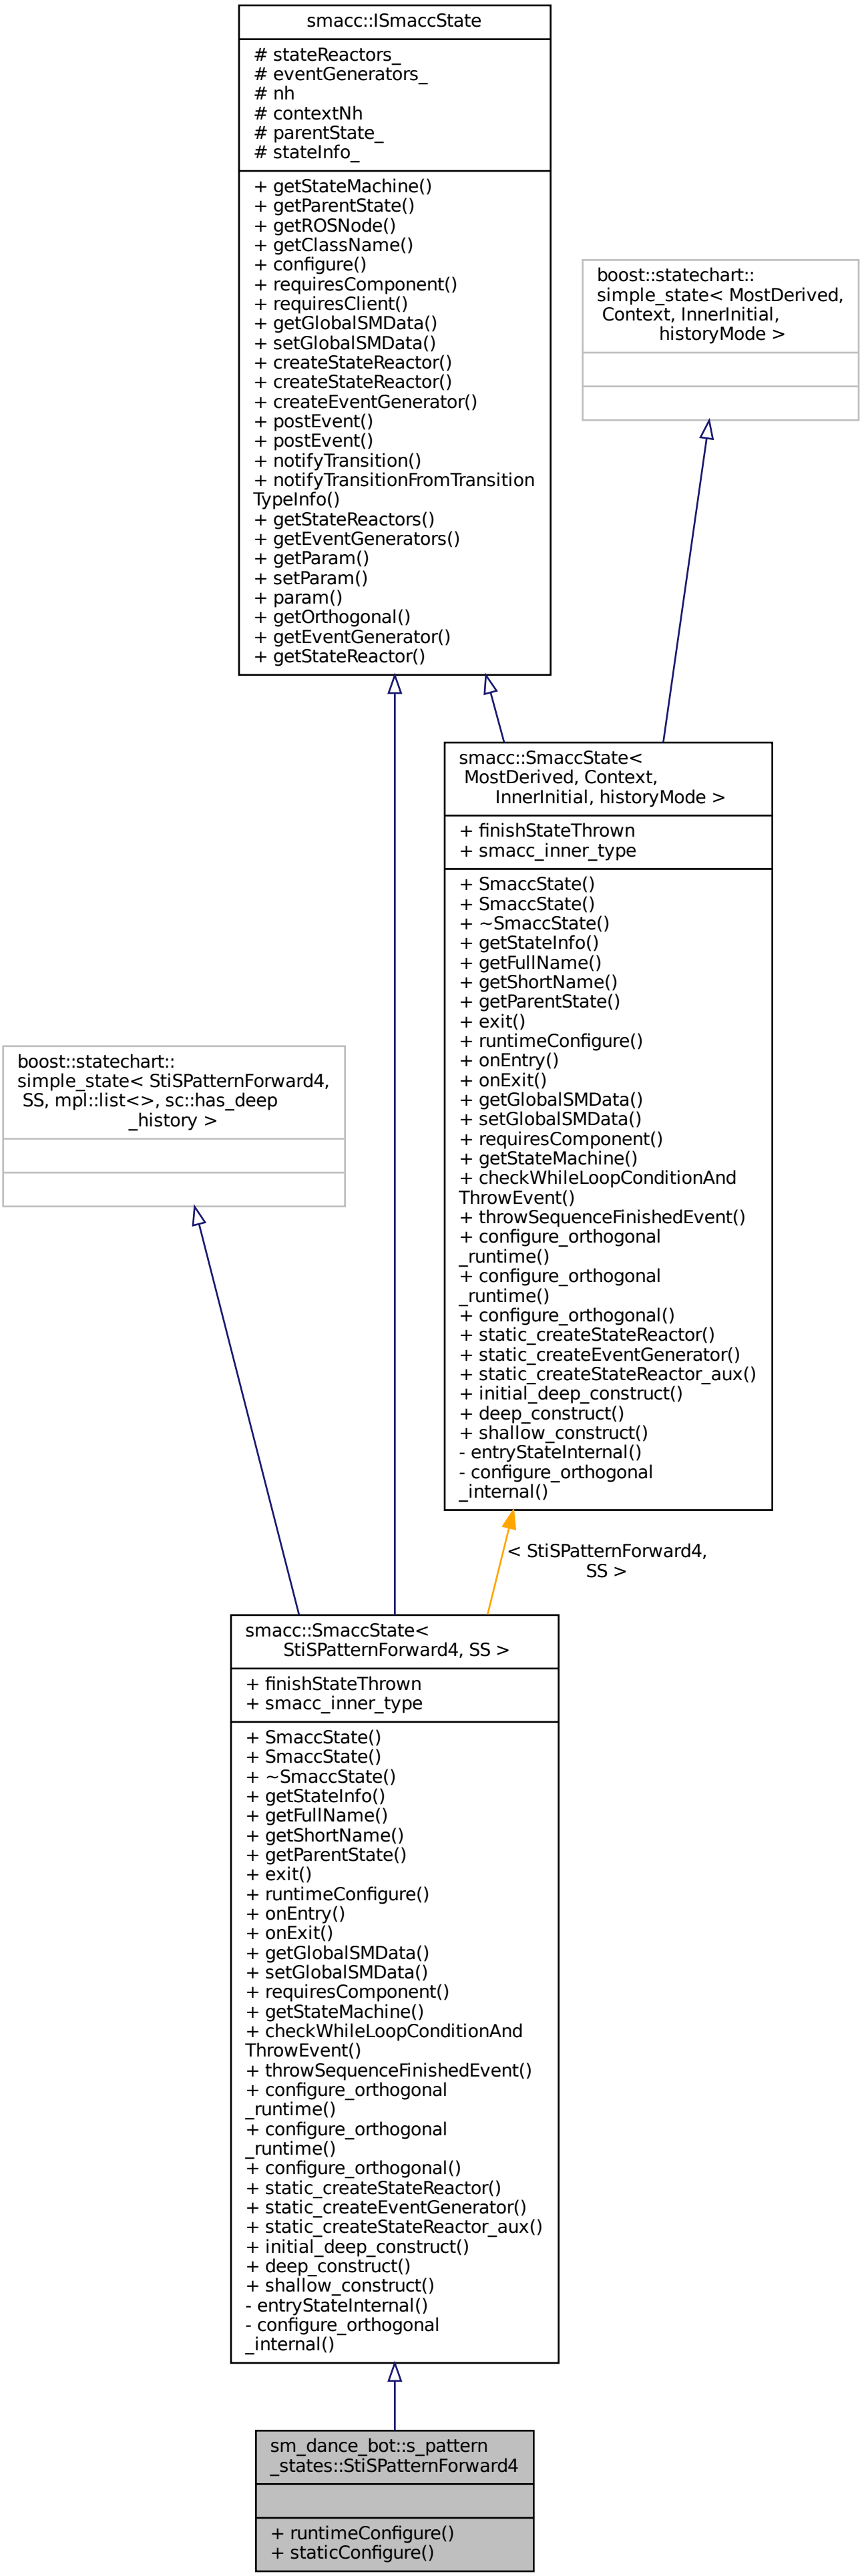 smacc::ISmaccState
# stateReactors_
# eventGenerators_
# nh
# contextNh
# parentState_
# stateInfo_
+ getStateMachine()
+ getParentState()
+ getROSNode()
+ getClassName()
+ configure()
+ requiresComponent()
+ requiresClient()
+ getGlobalSMData()
+ setGlobalSMData()
+ createStateReactor()
+ createStateReactor()
+ createEventGenerator()
+ postEvent()
+ postEvent()
+ notifyTransition()
+ notifyTransitionFromTransition
TypeInfo()
+ getStateReactors()
+ getEventGenerators()
+ getParam()
+ setParam()
+ param()
+ getOrthogonal()
+ getEventGenerator()
+ getStateReactor()
boost::statechart::
simple_state< MostDerived,
Context, InnerInitial,
historyMode >
smacc::SmaccState<
MostDerived, Context,
InnerInitial, historyMode >
+ finishStateThrown
+ smacc_inner_type
+ SmaccState()
+ SmaccState()
+ ~SmaccState()
+ getStateInfo()
+ getFullName()
+ getShortName()
+ getParentState()
+ exit()
+ runtimeConfigure()
+ onEntry()
+ onExit()
+ getGlobalSMData()
+ setGlobalSMData()
+ requiresComponent()
+ getStateMachine()
+ checkWhileLoopConditionAnd
ThrowEvent()
+ throwSequenceFinishedEvent()
+ configure_orthogonal
_runtime()
+ configure_orthogonal
_runtime()
+ configure_orthogonal()
+ static_createStateReactor()
+ static_createEventGenerator()
+ static_createStateReactor_aux()
+ initial_deep_construct()
+ deep_construct()
+ shallow_construct()
- entryStateInternal()
- configure_orthogonal
_internal()
boost::statechart::
simple_state< StiSPatternForward4,
SS, mpl::list<>, sc::has_deep
_history >
< StiSPatternForward4,
SS >
smacc::SmaccState<
StiSPatternForward4, SS >
+ finishStateThrown
+ smacc_inner_type
+ SmaccState()
+ SmaccState()
+ ~SmaccState()
+ getStateInfo()
+ getFullName()
+ getShortName()
+ getParentState()
+ exit()
+ runtimeConfigure()
+ onEntry()
+ onExit()
+ getGlobalSMData()
+ setGlobalSMData()
+ requiresComponent()
+ getStateMachine()
+ checkWhileLoopConditionAnd
ThrowEvent()
+ throwSequenceFinishedEvent()
+ configure_orthogonal
_runtime()
+ configure_orthogonal
_runtime()
+ configure_orthogonal()
+ static_createStateReactor()
+ static_createEventGenerator()
+ static_createStateReactor_aux()
+ initial_deep_construct()
+ deep_construct()
+ shallow_construct()
- entryStateInternal()
- configure_orthogonal
_internal()
sm_dance_bot::s_pattern
_states::StiSPatternForward4
+ runtimeConfigure()
+ staticConfigure()